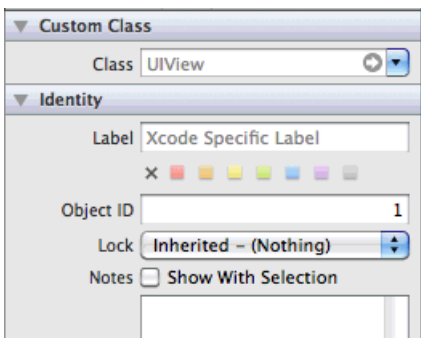 Custom Class
Class UIView
Identity
Label Xcode Specific Label
Object ID 1
Lock Inherited - (Nothing)
Notes Show With Selection